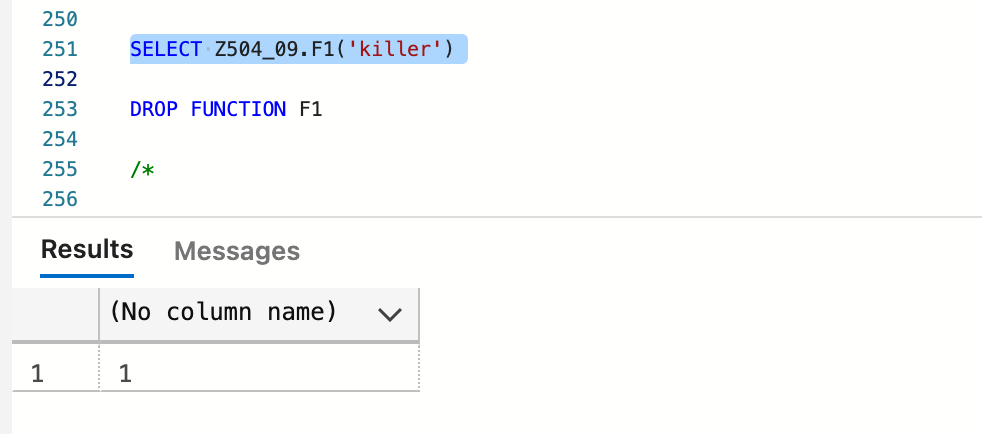 250
251 SELECT Z504_09.F1('killer')
252
253 DROP FUNCTION F1
254
255 /*
256
Results Messages
(No column name)
1 1